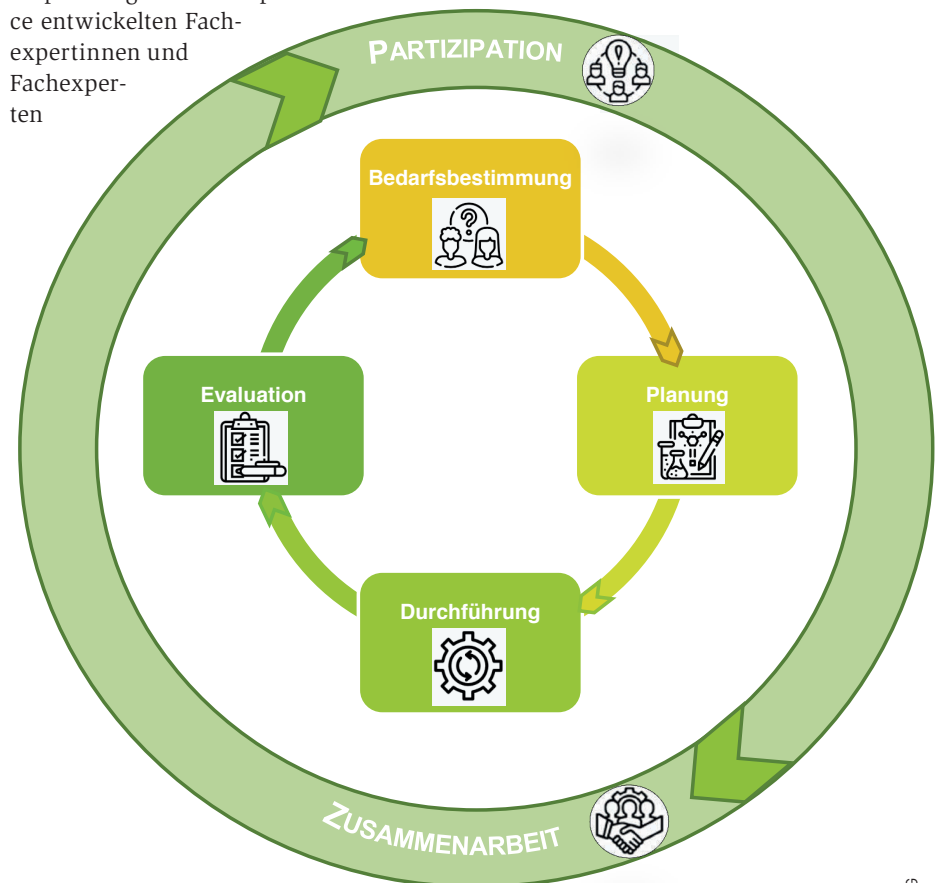 ce entwickelten Fach-
expertinnen und
Fachexper-
ten
PARTIZIPATION
Bedarfsbestimmung
Evaluation
Planung
Durchführung
ZUSAMMENARBEIT